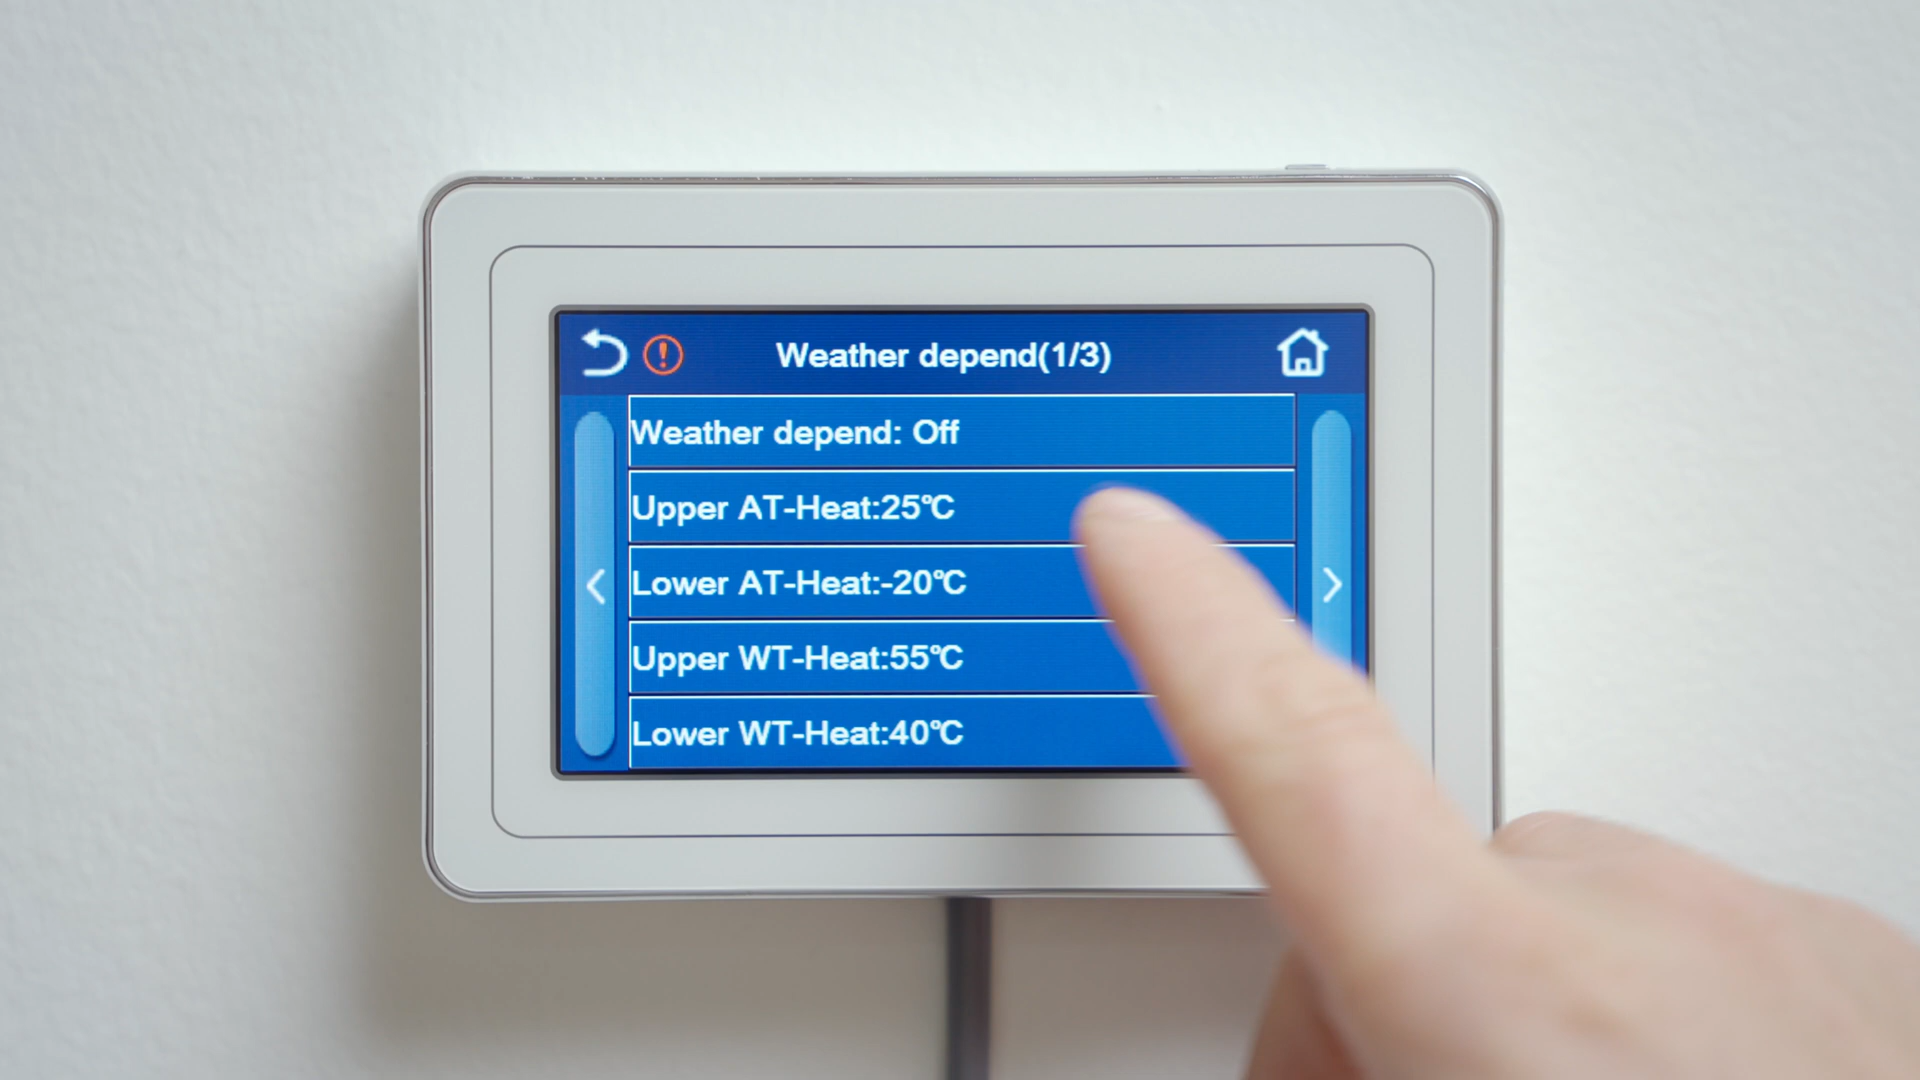 Weather depend(1/3)
Weather depend: Off
Upper AT-Heat:25℃
Lower AT-Heat:-20℃
Upper WT-Heat:55℃
Lower WT-Heat:40℃